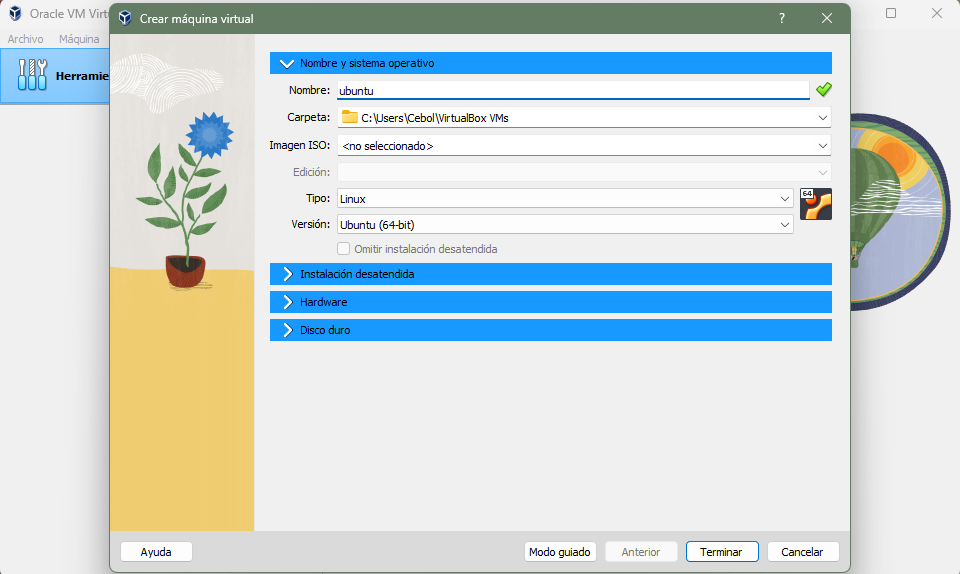 Oracle VM Virtu
Crear máquina virtual
?
Archivo
Máquina
Herramie
Nombre y sistema operativo
Nombre: ubuntu
Carpeta: C:\Users\Cebol\VirtualBox VMs
Imagen ISO: <no seleccionado>
Edición:
Tipo: Linux
64
Versión: Ubuntu (64-bit)
Omitir instalación desatendida
Instalación desatendida
Hardware
Disco duro
Ayuda
Modo guiado
Anterior
Terminar
Cancelar